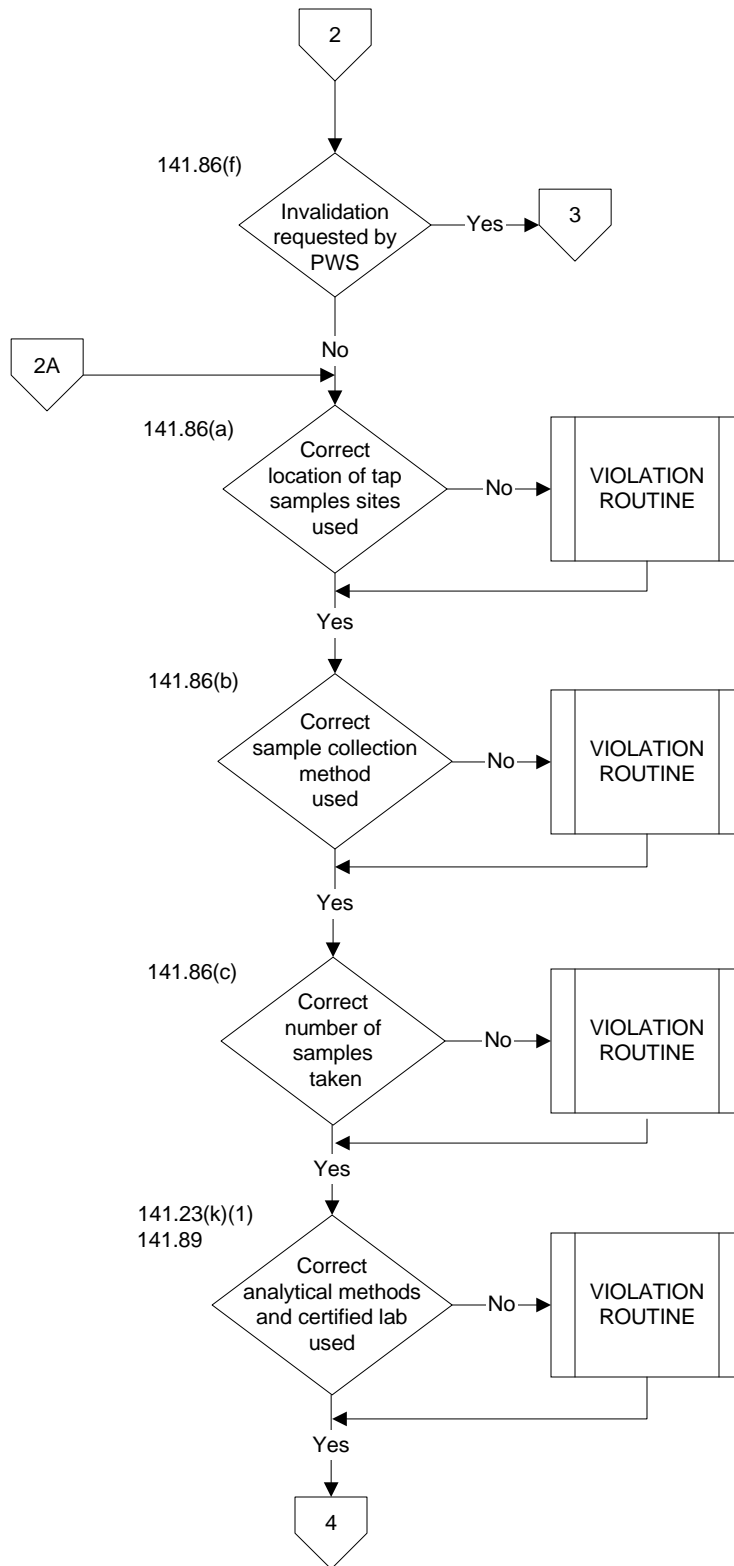 2
141.86(f)
Invalidation
requested by
PWS
Yes
3
No
2A
141.86(a)
Correct
location of tap
samples sites
used
No
VIOLATION
ROUTINE
Yes
141.86(b)
Correct
sample collection
method
used
No
VIOLATION
ROUTINE
Yes
141.86(c)
Correct
number of
samples
taken
No
VIOLATION
ROUTINE
Yes
141.23(k)(1)
141.89
Correct
analytical methods
and certified lab
used
No
VIOLATION
ROUTINE
Yes
4